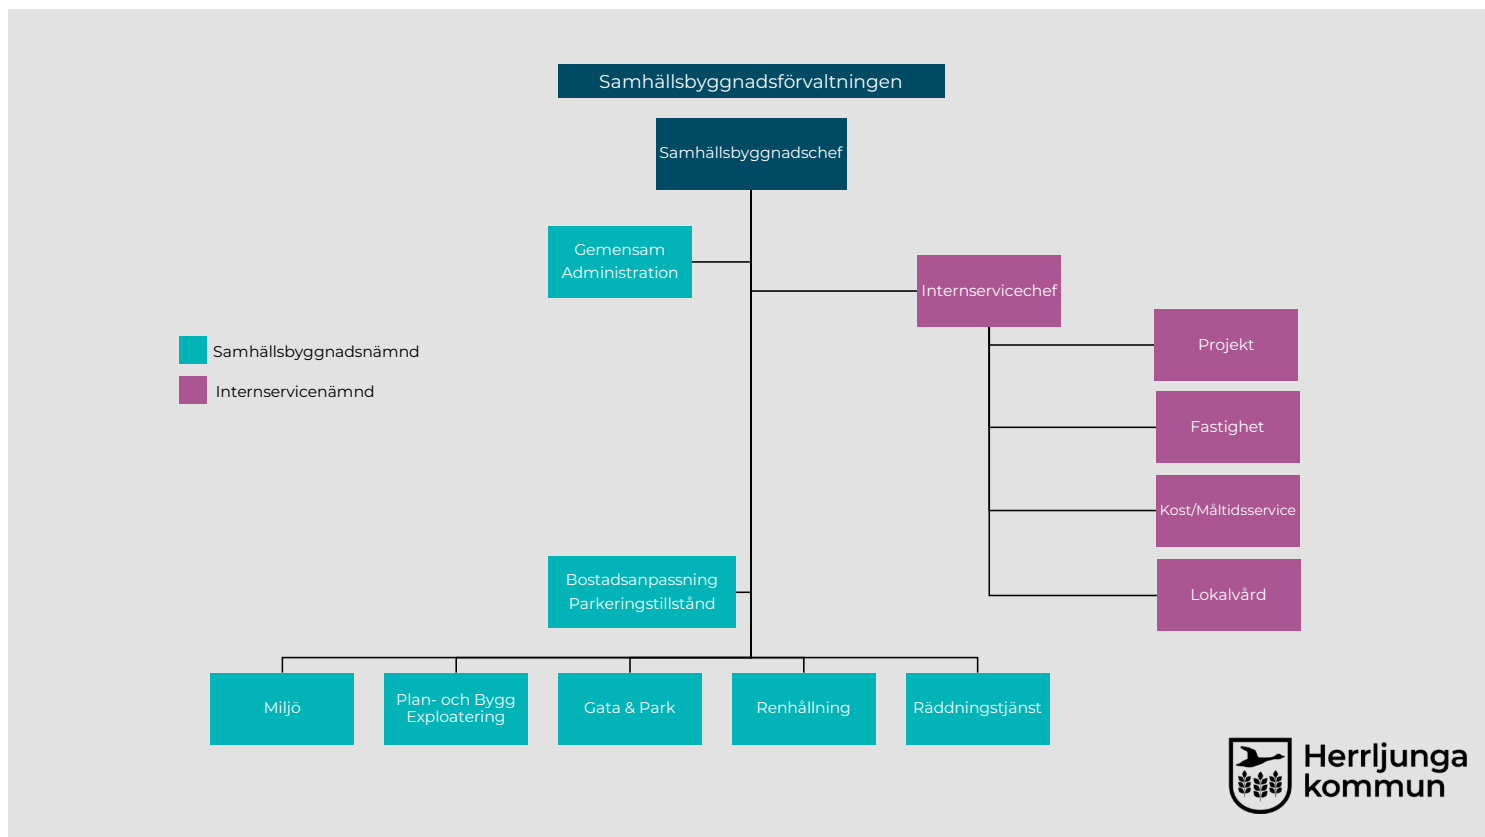 Samhällsbyggnadsförvaltningen
Samhällsbyggnadschef
Gemensam
Administration
Internservicechef
Projekt
Samhällsbyggnadsnämnd
Internservicenämnd
Fastighet
Kost/Måltidsservice
Bostadsanpassning
Parkeringstillstånd
Lokalvård
Miljö
Plan- och Bygg
Exploatering
Gata & Park
Renhållning
Räddningstjänst
Herrljunga
kommun